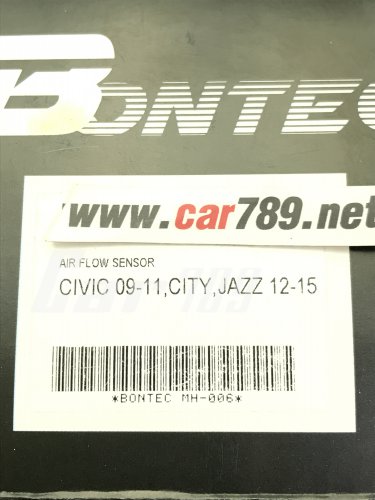 BONTEC
www.car789.net
AIR FLOW SENSOR
CIVIC 09-11,CITY,JAZZ 12-15
*BONTEC MH-006*